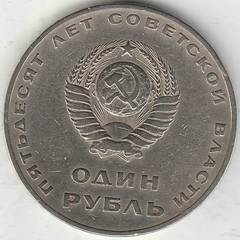 ПЯТЬДЕСЯТ ЛЕТ СОВЕТСКОЙ ВЛАСТИ
ОДИН
РУБЛЬ